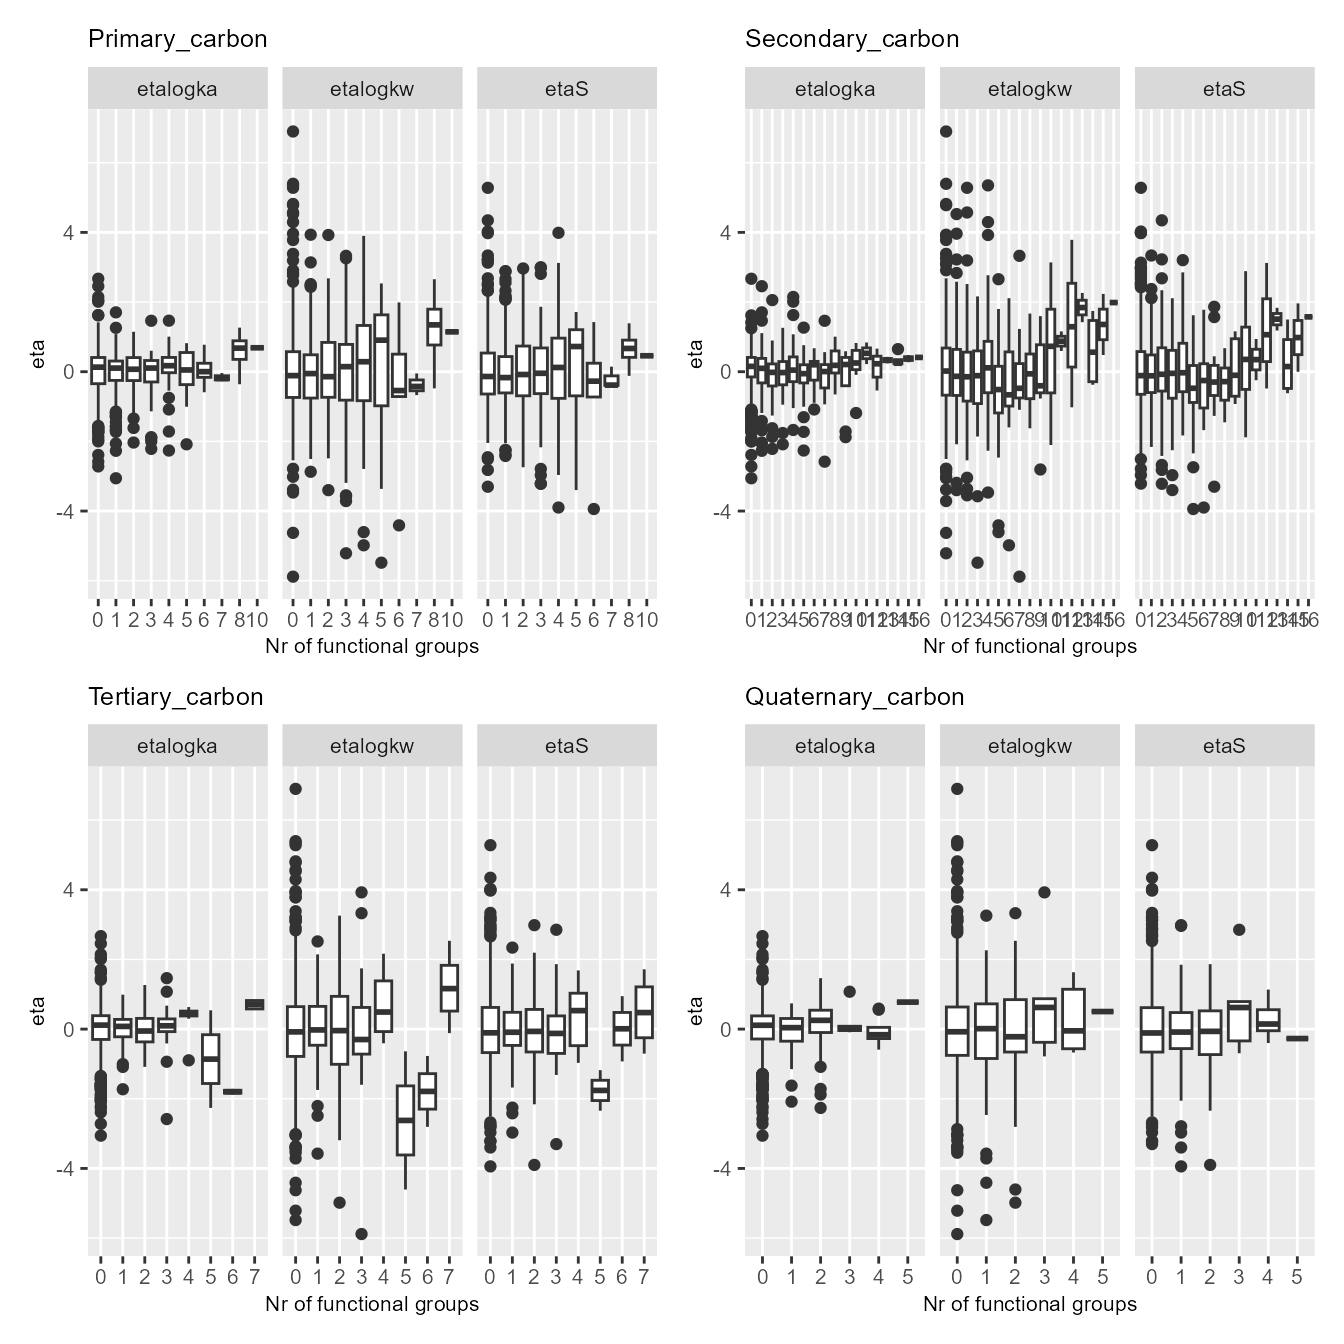 Primary_carbon
etalogka etalogkw etaS
eta
4
0
-4
0 1 2 3 4 5 6 7 8 10 0 1 2 3 4 5 6 7 8 10 0 1 2 3 4 5 6 7 8 10
Nr of functional groups
Secondary_carbon
etalogka etalogkw etaS
eta
4
0
-4
Nr of functional groups
Tertiary_carbon
etalogka etalogkw etaS
eta
4
0
-4
0 1 2 3 4 5 6 7 0 1 2 3 4 5 6 7 0 1 2 3 4 5 6 7
Nr of functional groups
Quaternary_carbon
etalogka etalogkw etaS
eta
4
0
-4
0 1 2 3 4 5 0 1 2 3 4 5 0 1 2 3 4 5
Nr of functional groups